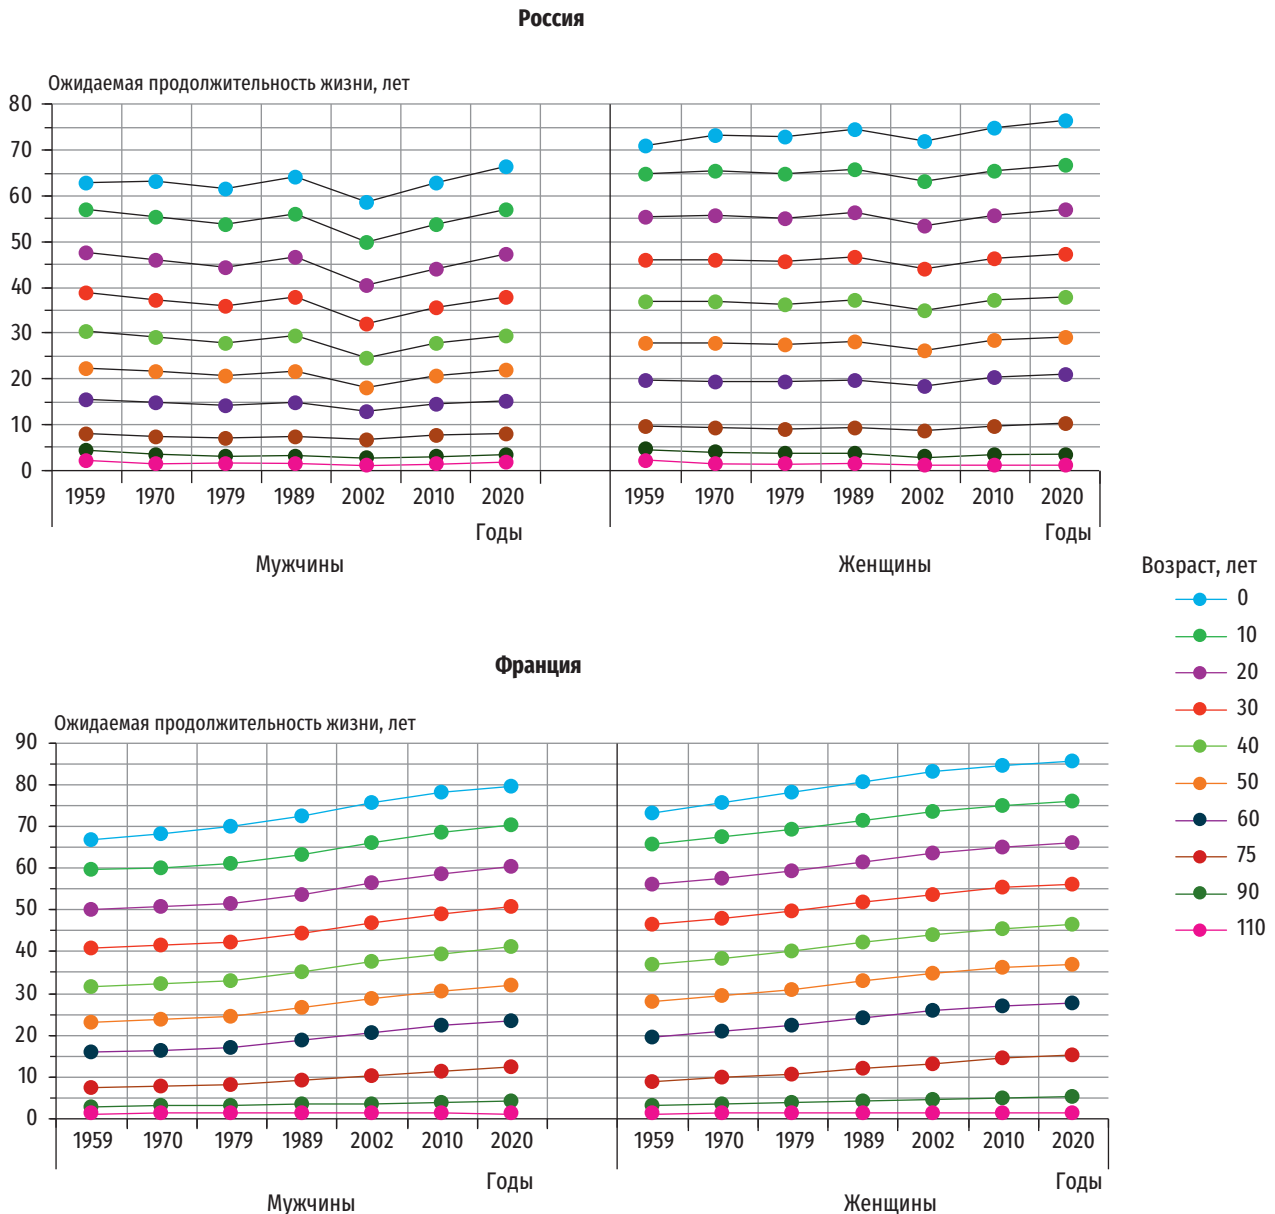 Россия
Ожидаемая продолжительность жизни, лет
80
70
60
50
40
30
20
10
0
1959 1970 1979 1989 2002 2010 2020 1959 1970 1979 1989 2002 2010 2020
Годы Годы
Мужчины Женщины
Возраст, лет
0
10
20
30
40
50
60
75
90
110
Франция
Ожидаемая продолжительность жизни, лет
90
80
70
60
50
40
30
20
10
0
1959 1970 1979 1989 2002 2010 2020 1959 1970 1979 1989 2002 2010 2020
Годы Годы
Мужчины Женщины